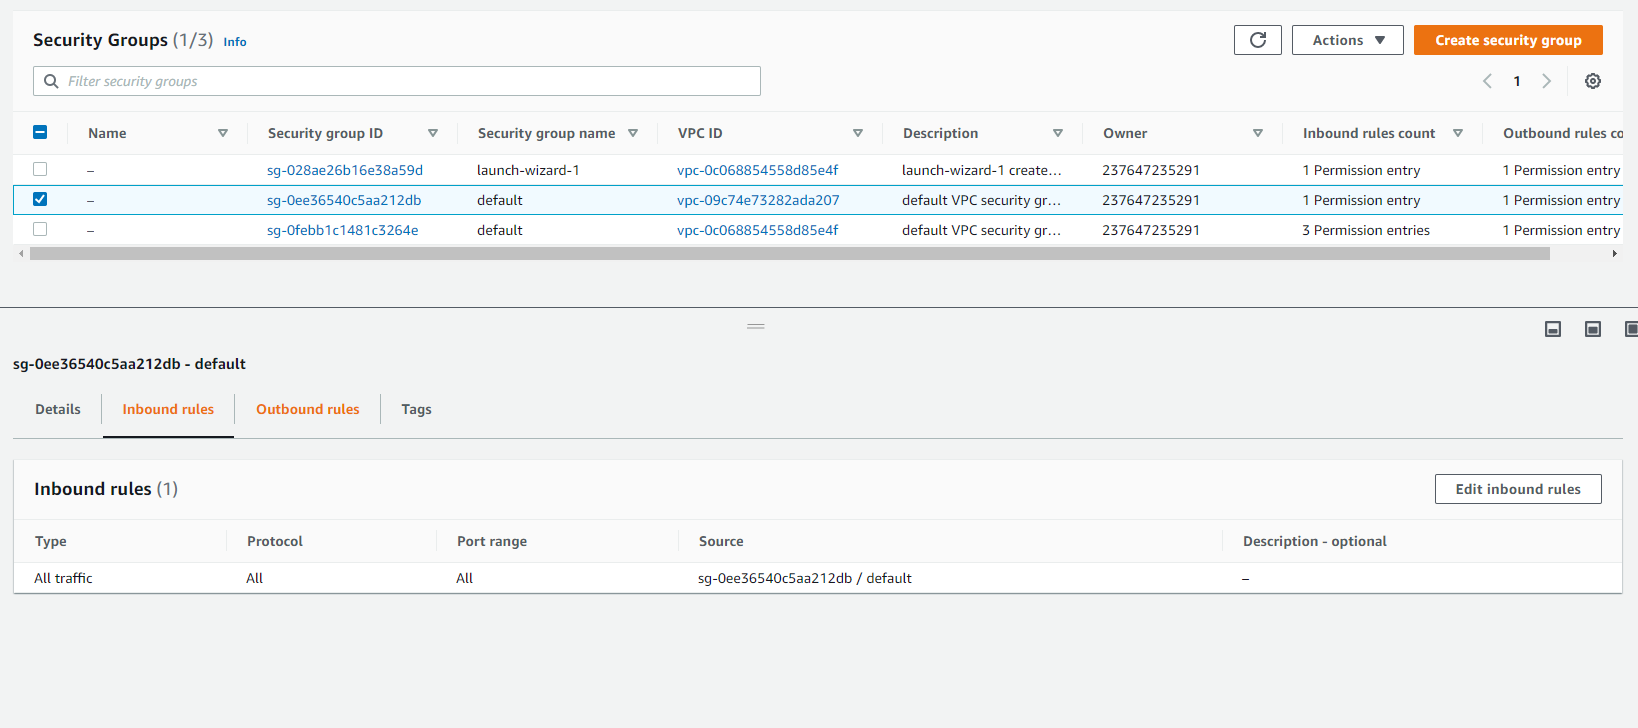 Security Groups (1/3) Info
Actions
Create security group
Filter security groups
1
Name Security group ID Security group name VPC ID Description Owner Inbound rules count Outbound rules co
– sg-028ae26b16e38a59d launch-wizard-1 vpc-0c068854558d85e4f launch-wizard-1 create... 237647235291 1 Permission entry 1 Permission entry
– sg-0ee36540c5aa212db default vpc-09c74e73282ada207 default VPC security gr... 237647235291 1 Permission entry 1 Permission entry
– sg-0febb1c1481c3264e default vpc-0c068854558d85e4f default VPC security gr... 237647235291 3 Permission entries 1 Permission entry
sg-0ee36540c5aa212db - default
Details Inbound rules Outbound rules Tags
Inbound rules (1)
Edit inbound rules
Type Protocol Port range Source Description - optional
All traffic All All sg-0ee36540c5aa212db / default –